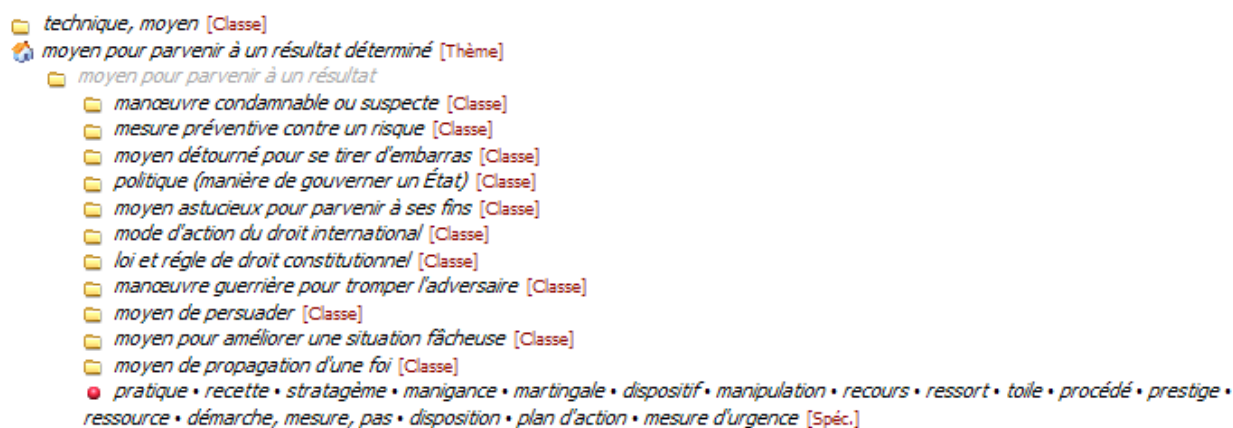 technique, moyen [Classe]
moyen pour parvenir à un résultat déterminé [Thème]
moyen pour parvenir à un résultat
manœuvre condamnable ou suspecte [Classe]
mesure préventive contre un risque [Classe]
moyen détourné pour se tirer d'embarras [Classe]
politique (manière de gouverner un État) [Classe]
moyen astucieux pour parvenir à ses fins [Classe]
mode d'action du droit international [Classe]
loi et régle de droit constitutionnel [Classe]
manœuvre guerrière pour tromper l'adversaire [Classe]
moyen de persuader [Classe]
moyen pour améliorer une situation fâcheuse [Classe]
moyen de propagation d'une foi [Classe]
pratique • recette • stratagème • manigance • martingale • dispositif • manipulation • recours • ressort • toile • procédé • prestige •
ressource • démarche, mesure, pas • disposition • plan d'action • mesure d'urgence [Spéc.]